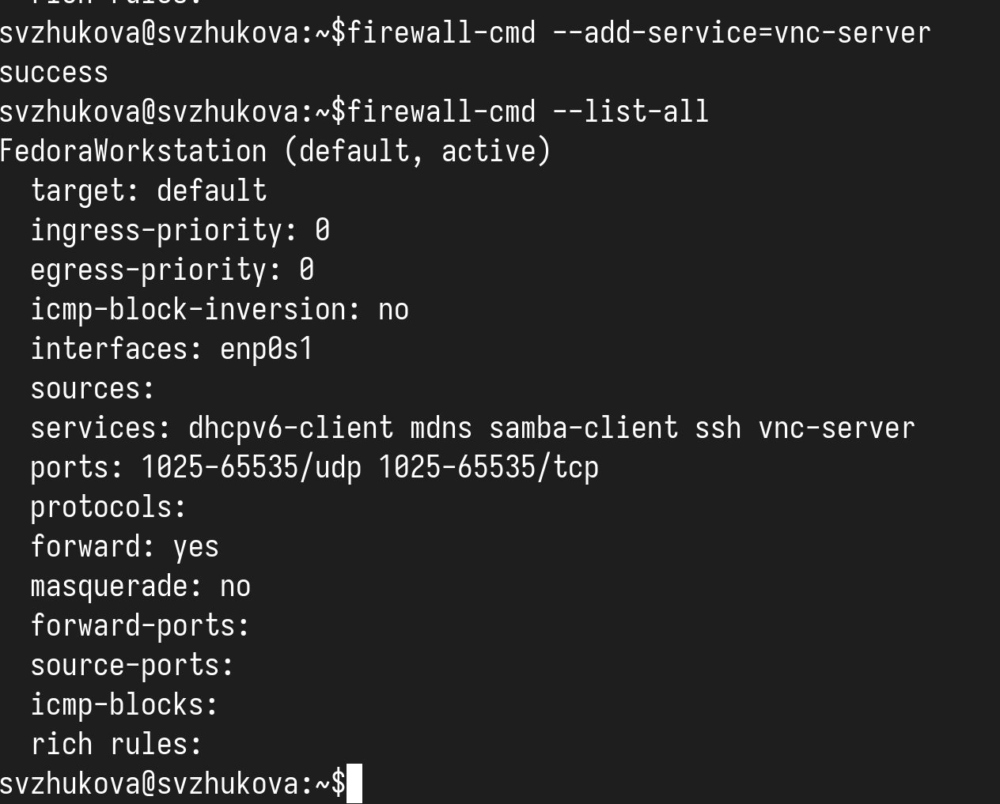 rich rules:
svzhukova@svzhukova:~$firewall-cmd --add-service=vnc-server
success
svzhukova@svzhukova:~$firewall-cmd --list-all
FedoraWorkstation (default, active)
  target: default
  ingress-priority: 0
  egress-priority: 0
  icmp-block-inversion: no
  interfaces: enp0s1
  sources:
  services: dhcpv6-client mdns samba-client ssh vnc-server
  ports: 1025-65535/udp 1025-65535/tcp
  protocols:
  forward: yes
  masquerade: no
  forward-ports:
  source-ports:
  icmp-blocks:
  rich rules:
svzhukova@svzhukova:~$